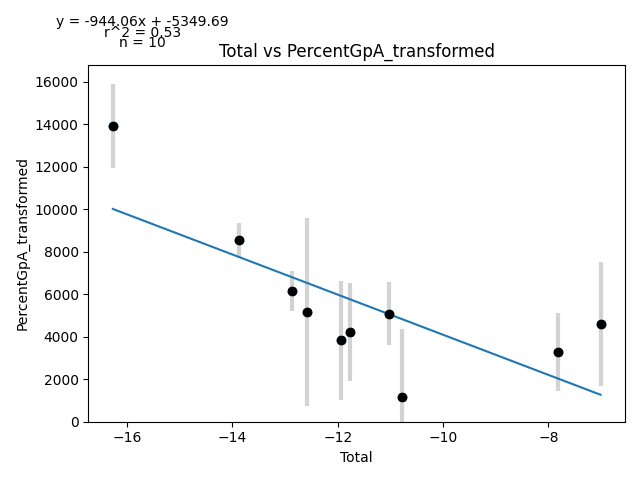 y = -944.06x + -5349.69
r^2 = 0.53
n = 10
Total vs PercentGpA_transformed
PercentGpA_transformed
16000
14000
12000
10000
8000
6000
4000
2000
0
−16
−14
−12
−10
−8
Total